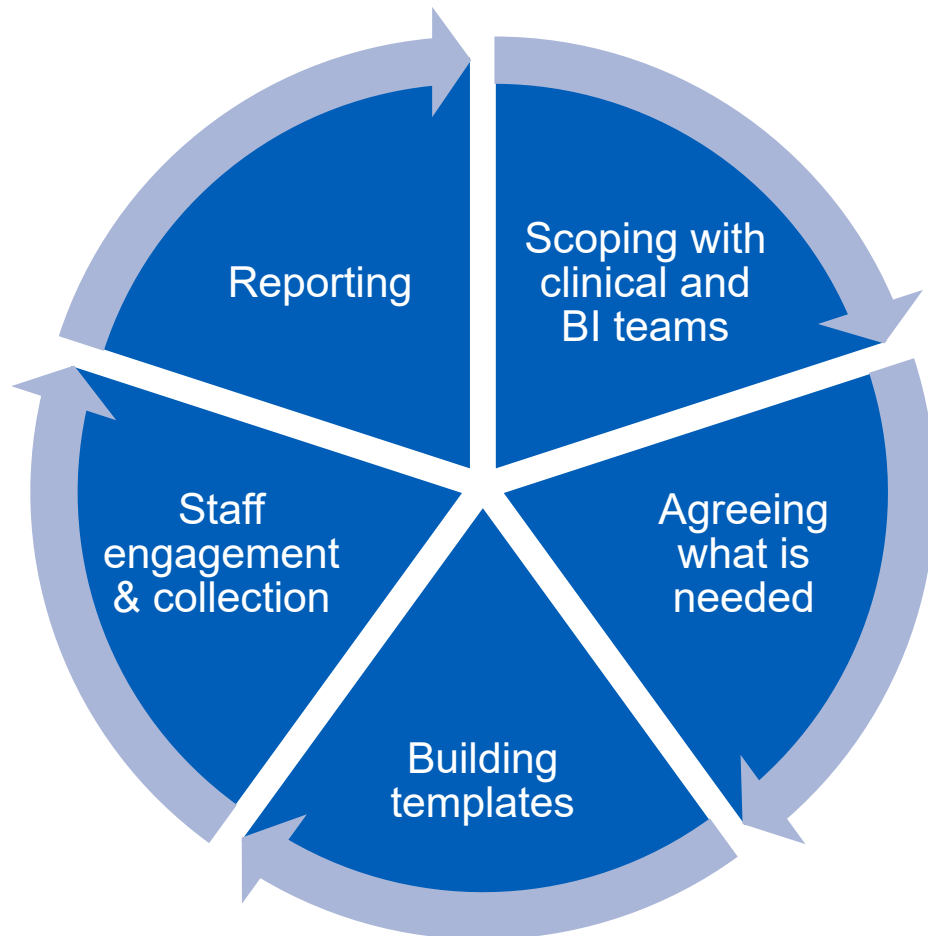 Scoping with
clinical and
BI teams
Agreeing
what is
needed
Building
templates
Staff
engagement
& collection
Reporting